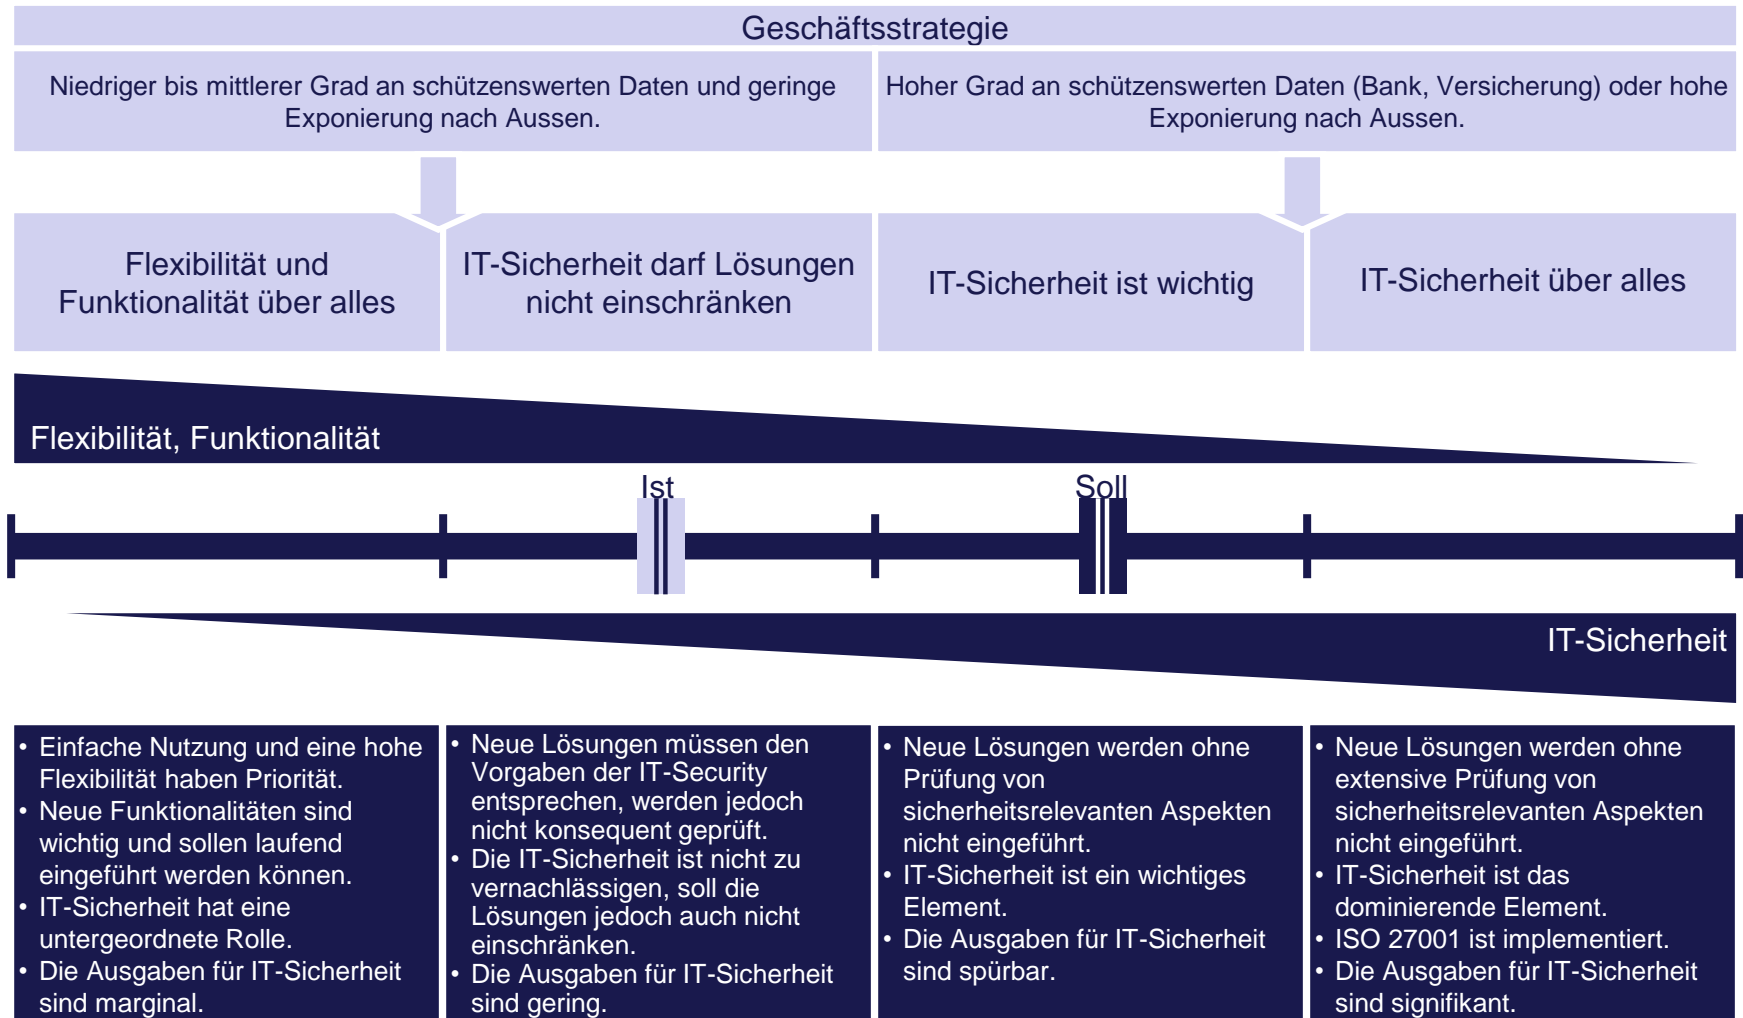 Geschäftsstrategie
Niedriger bis mittlerer Grad an schützenswerten Daten und geringe
Exponierung nach Aussen.
Hoher Grad an schützenswerten Daten (Bank, Versicherung) oder hohe
Exponierung nach Aussen.
Flexibilität und
Funktionalität über alles
IT-Sicherheit darf Lösungen
nicht einschränken
IT-Sicherheit ist wichtig
IT-Sicherheit über alles
Flexibilität, Funktionalität
Ist
Soll
IT-Sicherheit
• Einfache Nutzung und eine hohe
Flexibilität haben Priorität.
• Neue Funktionalitäten sind
wichtig und sollen laufend
eingeführt werden können.
• IT-Sicherheit hat eine
untergeordnete Rolle.
• Die Ausgaben für IT-Sicherheit
sind marginal.
• Neue Lösungen müssen den
Vorgaben der IT-Security
entsprechen, werden jedoch
nicht konsequent geprüft.
• Die IT-Sicherheit ist nicht zu
vernachlässigen, soll die
Lösungen jedoch auch nicht
einschränken.
• Die Ausgaben für IT-Sicherheit
sind gering.
• Neue Lösungen werden ohne
Prüfung von
sicherheitsrelevanten Aspekten
nicht eingeführt.
• IT-Sicherheit ist ein wichtiges
Element.
• Die Ausgaben für IT-Sicherheit
sind spürbar.
• Neue Lösungen werden ohne
extensive Prüfung von
sicherheitsrelevanten Aspekten
nicht eingeführt.
• IT-Sicherheit ist das
dominierende Element.
• ISO 27001 ist implementiert.
• Die Ausgaben für IT-Sicherheit
sind signifikant.